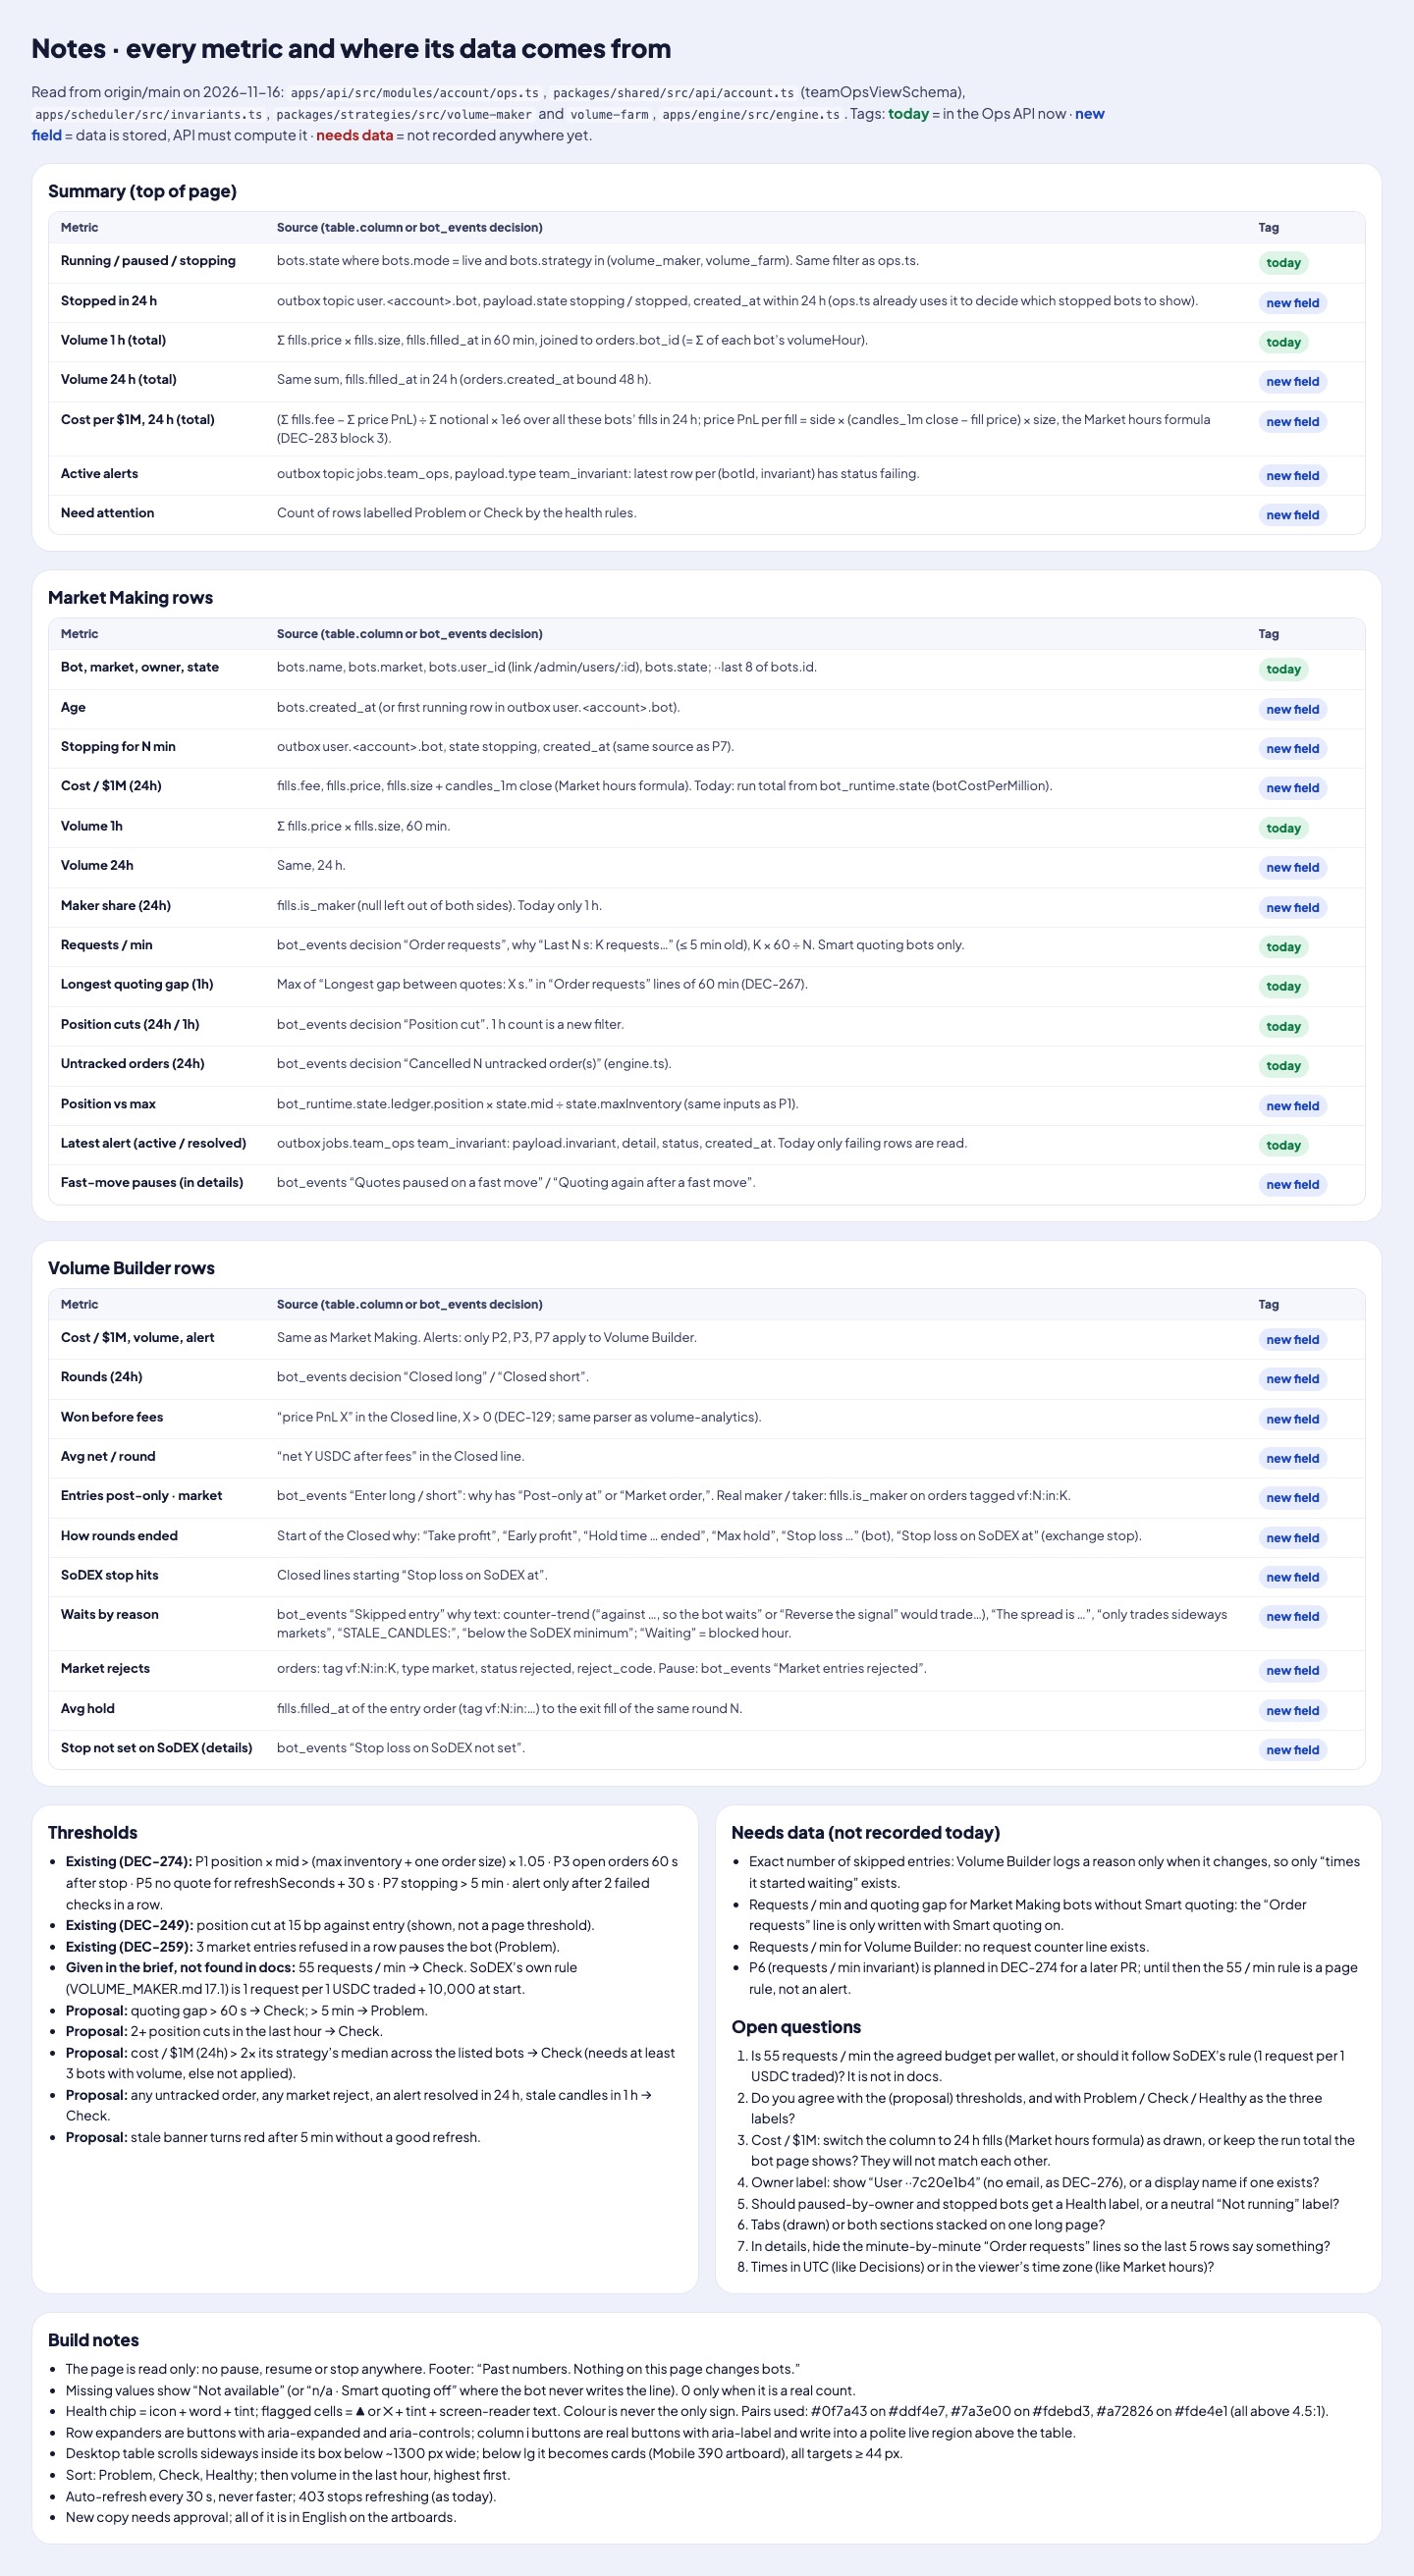 Notes · every metric and where its data comes from
Read from origin/main on 2026-11-16: apps/api/src/modules/account/ops.ts , packages/shared/src/api/account.ts (teamOpsViewSchema),
apps/scheduler/src/invariants.ts , packages/strategies/src/volume-maker and volume-farm , apps/engine/src/engine.ts . Tags: today = in the Ops API now · new
field = data is stored, API must compute it · needs data = not recorded anywhere yet.
Summary (top of page)
Metric Source (table.column or bot_events decision) Tag
Running / paused / stopping bots.state where bots.mode = live and bots.strategy in (volume_maker, volume_farm). Same filter as ops.ts. today
Stopped in 24 h outbox topic user.<account>.bot, payload.state stopping / stopped, created_at within 24 h (ops.ts already uses it to decide which stopped bots to show). new field
Volume 1 h (total) Σ fills.price × fills.size, fills.filled_at in 60 min, joined to orders.bot_id (= Σ of each bot's volumeHour). today
Volume 24 h (total) Same sum, fills.filled_at in 24 h (orders.created_at bound 48 h). new field
Cost per $1M, 24 h (total) (Σ fills.fee − Σ price PnL) ÷ Σ notional × 1e6 over all these bots' fills in 24 h; price PnL per fill = side × (candles_1m close − fill price) × size, the Market hours formula new field
(DEC-283 block 3).
Active alerts outbox topic jobs.team_ops, payload.type team_invariant: latest row per (botId, invariant) has status failing. new field
Need attention Count of rows labelled Problem or Check by the health rules. new field
Market Making rows
Metric Source (table.column or bot_events decision) Tag
Bot, market, owner, state bots.name, bots.market, bots.user_id (link /admin/users/:id), bots.state; ··last 8 of bots.id. today
Age bots.created_at (or first running row in outbox user.<account>.bot). new field
Stopping for N min outbox user.<account>.bot, state stopping, created_at (same source as P7). new field
Cost / $1M (24h) fills.fee, fills.price, fills.size + candles_1m close (Market hours formula). Today: run total from bot_runtime.state (botCostPerMillion). new field
Volume 1h Σ fills.price × fills.size, 60 min. today
Volume 24h Same, 24 h. new field
Maker share (24h) fills.is_maker (null left out of both sides). Today only 1 h. new field
Requests / min bot_events decision “Order requests”, why “Last N s: K requests…” (≤ 5 min old), K × 60 ÷ N. Smart quoting bots only. today
Longest quoting gap (1h) Max of “Longest gap between quotes: X s.” in “Order requests” lines of 60 min (DEC-267). today
Position cuts (24h / 1h) bot_events decision “Position cut”. 1 h count is a new filter. today
Untracked orders (24h) bot_events decision “Cancelled N untracked order(s)” (engine.ts). today
Position vs max bot_runtime.state.ledger.position × state.mid ÷ state.maxInventory (same inputs as P1). new field
Latest alert (active / resolved) outbox jobs.team_ops team_invariant: payload.invariant, detail, status, created_at. Today only failing rows are read. today
Fast-move pauses (in details) bot_events “Quotes paused on a fast move” / “Quoting again after a fast move”. new field
Volume Builder rows
Metric Source (table.column or bot_events decision) Tag
Cost / $1M, volume, alert Same as Market Making. Alerts: only P2, P3, P7 apply to Volume Builder. new field
Rounds (24h) bot_events decision “Closed long” / “Closed short”. new field
Won before fees “price PnL X” in the Closed line, X > 0 (DEC-129; same parser as volume-analytics). new field
Avg net / round “net Y USDC after fees” in the Closed line. new field
Entries post-only · market bot_events “Enter long / short”: why has “Post-only at” or “Market order,”. Real maker / taker: fills.is_maker on orders tagged vf:N:in:K. new field
How rounds ended Start of the Closed why: “Take profit”, “Early profit”, “Hold time … ended”, “Max hold”, “Stop loss …” (bot), “Stop loss on SoDEX at” (exchange stop). new field
SoDEX stop hits Closed lines starting “Stop loss on SoDEX at”. new field
Waits by reason bot_events “Skipped entry” why text: counter-trend (“against …, so the bot waits” or “Reverse the signal” would trade…), “The spread is …”, “only trades sideways new field
markets”, “STALE_CANDLES:”, “below the SoDEX minimum”; “Waiting” = blocked hour.
Market rejects orders: tag vf:N:in:K, type market, status rejected, reject_code. Pause: bot_events “Market entries rejected”. new field
Avg hold fills.filled_at of the entry order (tag vf:N:in:…) to the exit fill of the same round N. new field
Stop not set on SoDEX (details) bot_events “Stop loss on SoDEX not set”. new field
Thresholds
• Existing (DEC-274): P1 position × mid > (max inventory + one order size) × 1.05 · P3 open orders 60 s
after stop · P5 no quote for refreshSeconds + 30 s · P7 stopping > 5 min · alert only after 2 failed
checks in a row.
• Existing (DEC-249): position cut at 15 bp against entry (shown, not a page threshold).
• Existing (DEC-259): 3 market entries refused in a row pauses the bot (Problem).
• Given in the brief, not found in docs: 55 requests / min → Check. SoDEX's own rule
(VOLUME_MAKER.md 17.1) is 1 request per 1 USDC traded + 10,000 at start.
• Proposal: quoting gap > 60 s → Check; > 5 min → Problem.
• Proposal: 2+ position cuts in the last hour → Check.
• Proposal: cost / $1M (24h) > 2× its strategy's median across the listed bots → Check (needs at least
3 bots with volume, else not applied).
• Proposal: any untracked order, any market reject, an alert resolved in 24 h, stale candles in 1 h →
Check.
• Proposal: stale banner turns red after 5 min without a good refresh.
Needs data (not recorded today)
• Exact number of skipped entries: Volume Builder logs a reason only when it changes, so only “times
it started waiting” exists.
• Requests / min and quoting gap for Market Making bots without Smart quoting: the “Order
requests” line is only written with Smart quoting on.
• Requests / min for Volume Builder: no request counter line exists.
• P6 (requests / min invariant) is planned in DEC-274 for a later PR; until then the 55 / min rule is a page
rule, not an alert.
Open questions
1. Is 55 requests / min the agreed budget per wallet, or should it follow SoDEX's rule (1 request per 1
USDC traded)? It is not in docs.
2. Do you agree with the (proposal) thresholds, and with Problem / Check / Healthy as the three
labels?
3. Cost / $1M: switch the column to 24 h fills (Market hours formula) as drawn, or keep the run total the
bot page shows? They will not match each other.
4. Owner label: show “User ··7c20e1b4” (no email, as DEC-276), or a display name if one exists?
5. Should paused-by-owner and stopped bots get a Health label, or a neutral “Not running” label?
6. Tabs (drawn) or both sections stacked on one long page?
7. In details, hide the minute-by-minute “Order requests” lines so the last 5 rows say something?
8. Times in UTC (like Decisions) or in the viewer's time zone (like Market hours)?
Build notes
• The page is read only: no pause, resume or stop anywhere. Footer: “Past numbers. Nothing on this page changes bots.”
• Missing values show “Not available” (or “n/a · Smart quoting off” where the bot never writes the line). 0 only when it is a real count.
• Health chip = icon + word + tint; flagged cells = ▲ or ✕ + tint + screen-reader text. Colour is never the only sign. Pairs used: #0f7a43 on #ddf4e7, #7a3e00 on #fdebd3, #a72826 on #fde4e1 (all above 4.5:1).
• Row expanders are buttons with aria-expanded and aria-controls; column i buttons are real buttons with aria-label and write into a polite live region above the table.
• Desktop table scrolls sideways inside its box below ~1300 px wide; below lg it becomes cards (Mobile 390 artboard), all targets ≥ 44 px.
• Sort: Problem, Check, Healthy; then volume in the last hour, highest first.
• Auto-refresh every 30 s, never faster; 403 stops refreshing (as today).
• New copy needs approval; all of it is in English on the artboards.